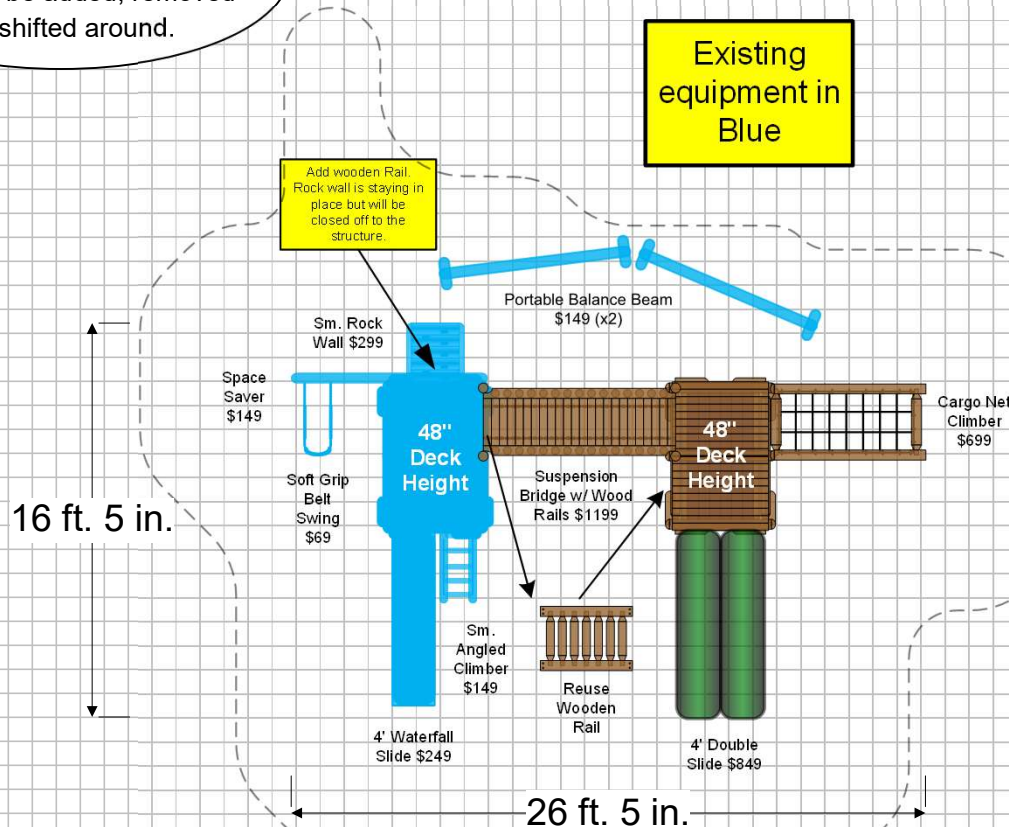 be added, removed
shifted around.
Existing
equipment in
Blue
Add wooden Rail.
Rock wall is staying in
place but will be
closed off to the
structure.
Portable Balance Beam
$149 (x2)
Sm. Rock
Wall $299
Space
Saver
$149
48"
Deck
Height
48"
Deck
Height
Cargo Net
Climber
$699
Soft Grip
Belt
Swing
$69
Suspension
Bridge w/ Wood
Rails $1199
16 ft. 5 in.
Sm.
Angled
Climber
$149
Reuse
Wooden
Rail
4' Waterfall
Slide $249
4' Double
Slide $849
26 ft. 5 in.